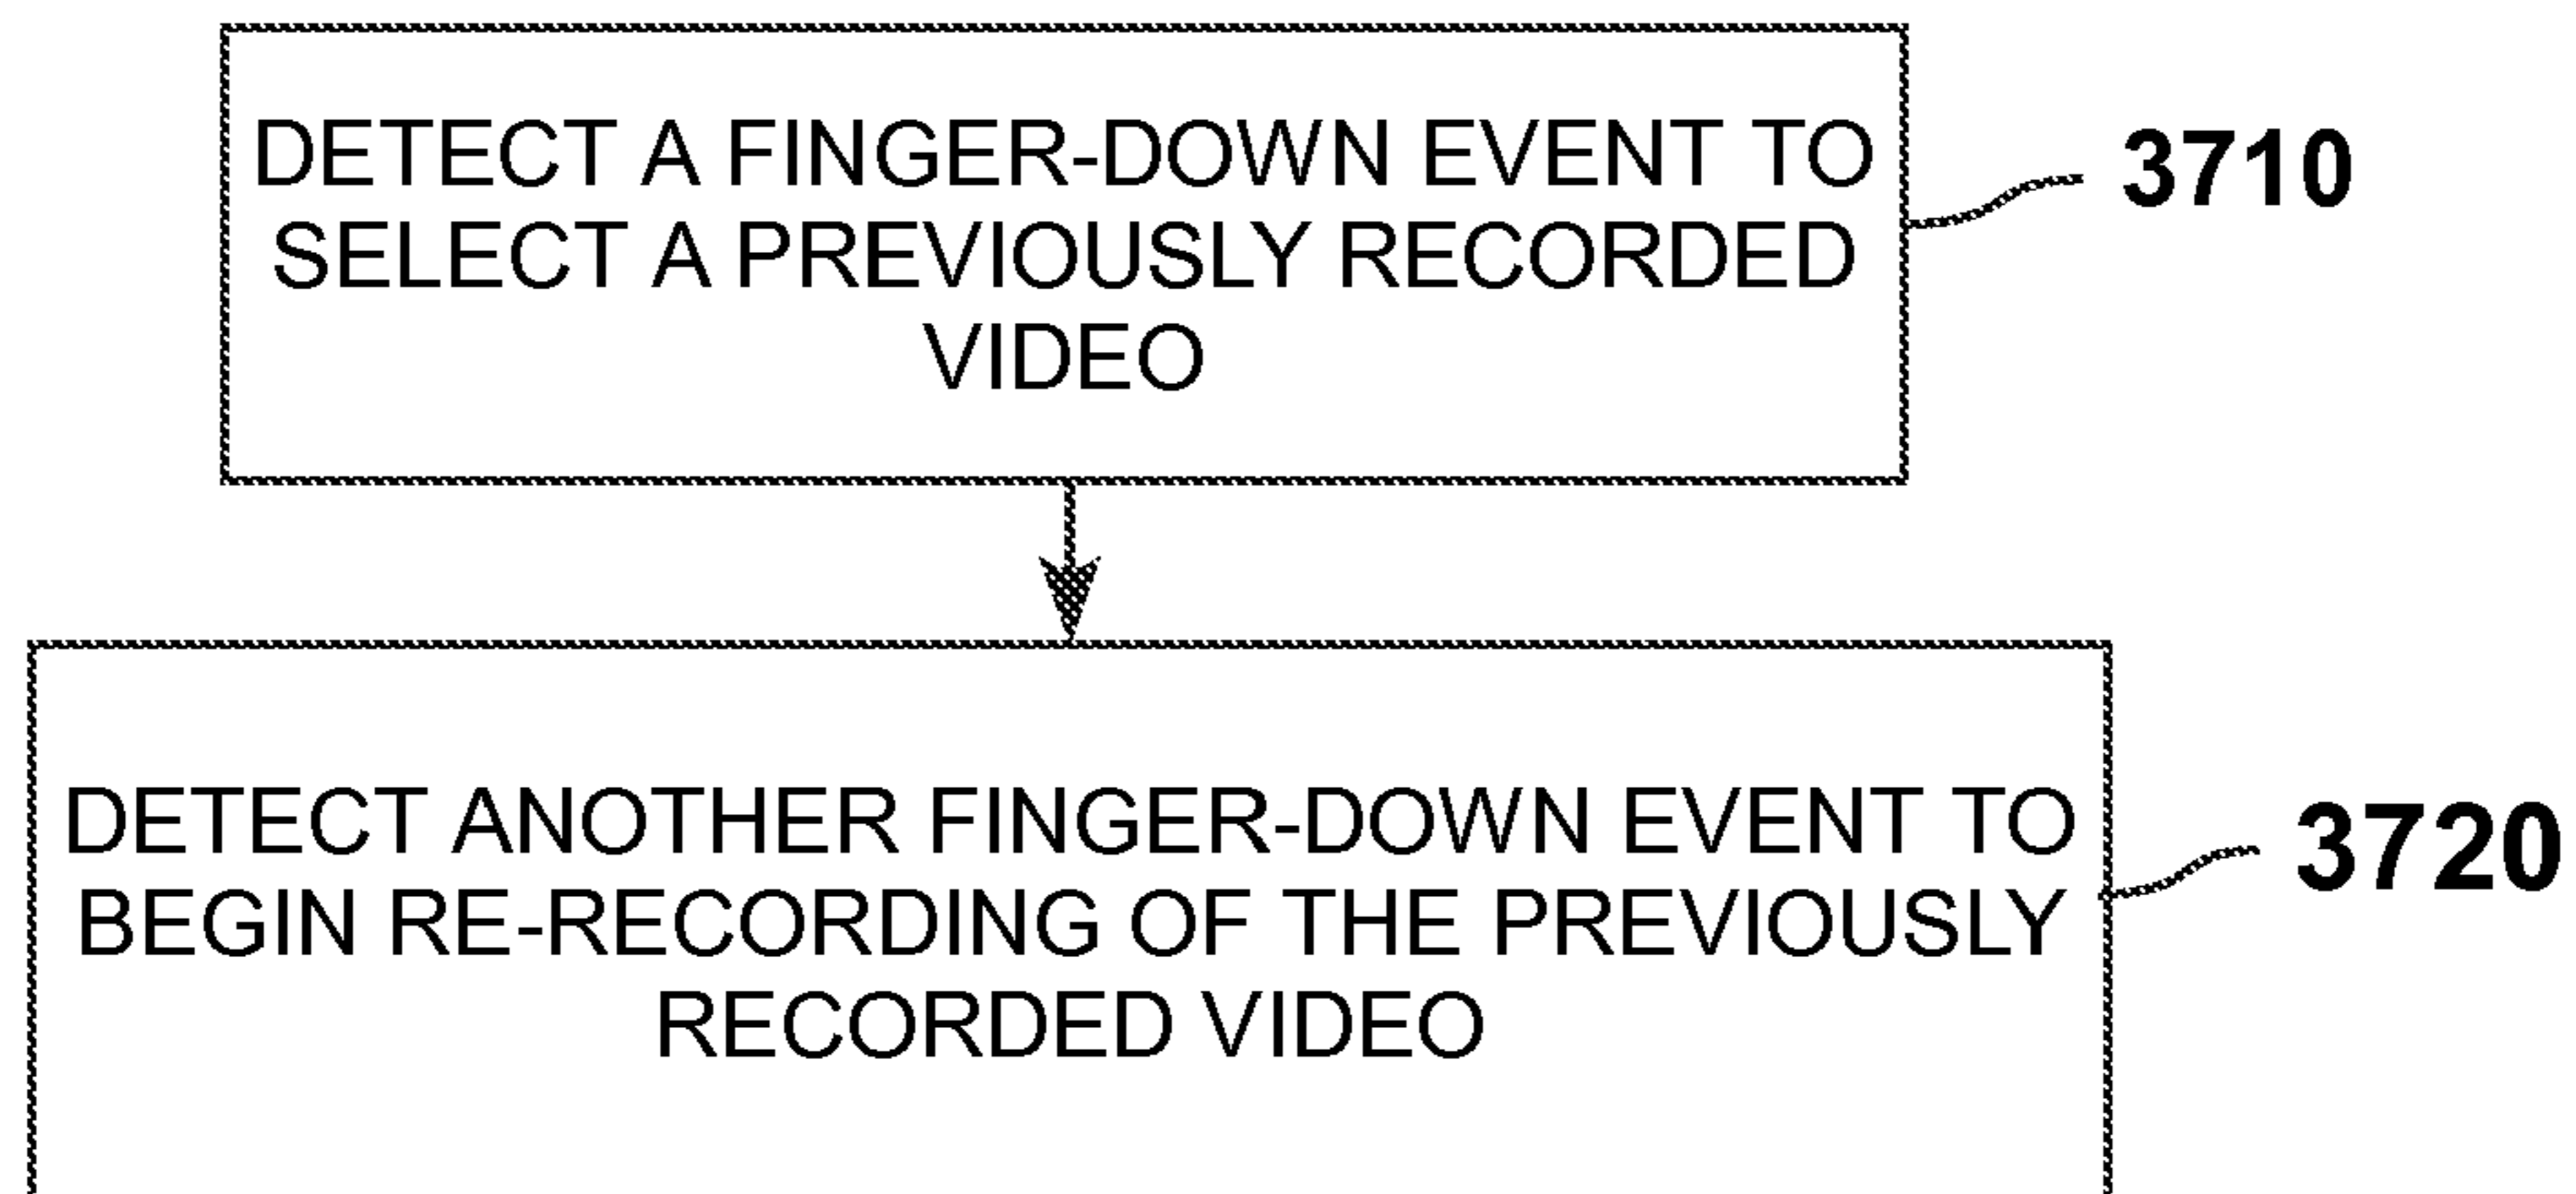 DETECT A FINGER-DOWN EVENT TO
SELECT A PREVIOUSLY RECORDED
VIDEO
3710
DETECT ANOTHER FINGER-DOWN EVENT TO
BEGIN RE-RECORDING OF THE PREVIOUSLY
RECORDED VIDEO
3720